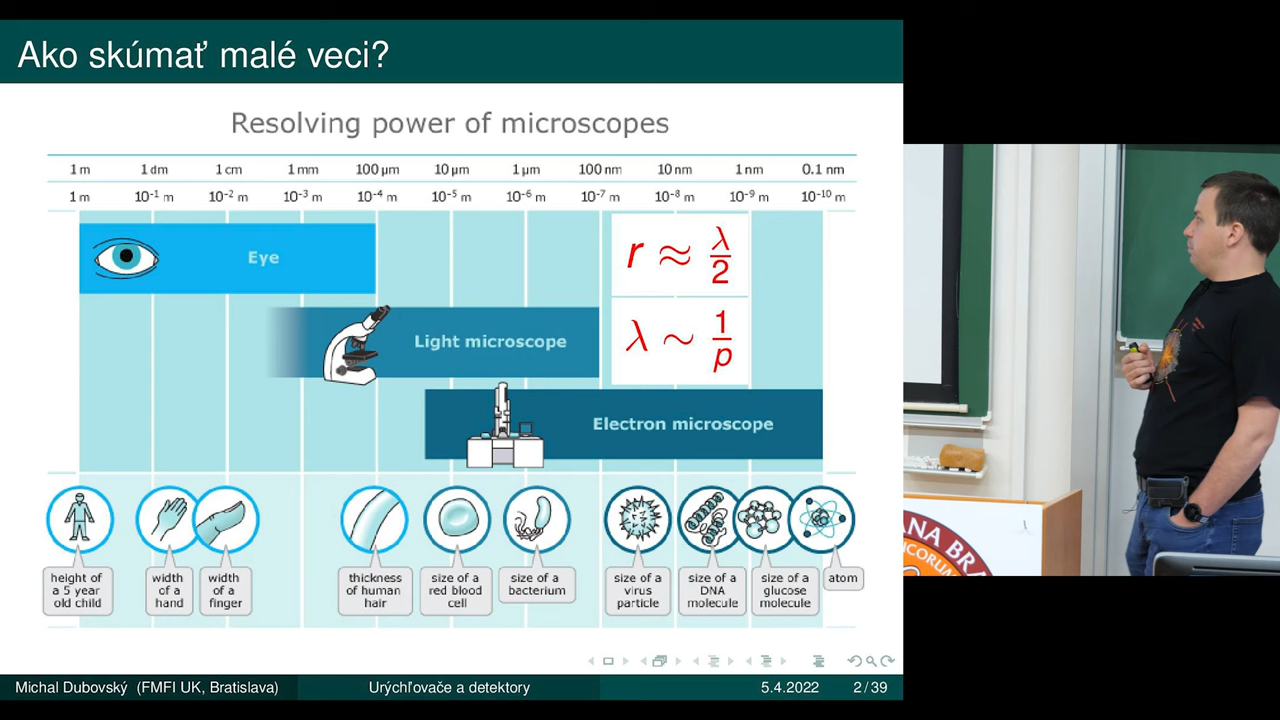 Ako skúmať malé veci?
Resolving power of microscopes
1 m 1 dm 1 cm 1 mm 100 µm 10 µm 1 µm 100 nm 10 nm 1 nm 0.1 nm
1 m 10⁻¹ m 10⁻² m 10⁻³ m 10⁻⁴ m 10⁻⁵ m 10⁻⁶ m 10⁻⁷ m 10⁻⁸ m 10⁻⁹ m 10⁻¹⁰ m
Eye
r ≈ λ/2
Light microscope
λ ∼ 1/p
Electron microscope
height of
a 5 year
old child
width
of a
hand
width
of a
finger
thickness
of human
hair
size of a
red blood
cell
size of a
bacterium
size of a
virus
particle
size of a
DNA
molecule
size of a
glucose
molecule
atom
Michal Dubovský (FMFI UK, Bratislava) Urýchľovače a detektory 5.4.2022 2 / 39